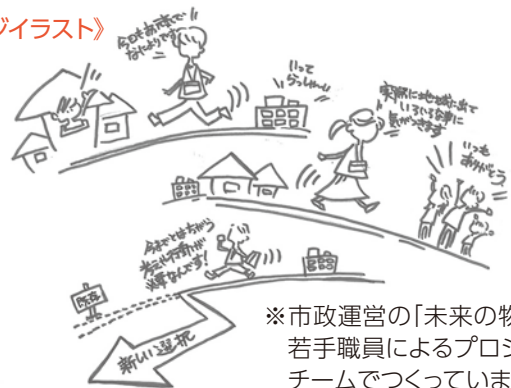 ジイラスト》
今日もお元気で
なによりです
いって
らっしゃーい
実際に地域に出て
いろいろな事に
気がつきます
いつも
ありがとう
今までとはちがう
考えや行動が
必要なんです!
既存
新しい選択
※市政運営の「未来の物
若手職員によるプロジ
チームでつくっていま